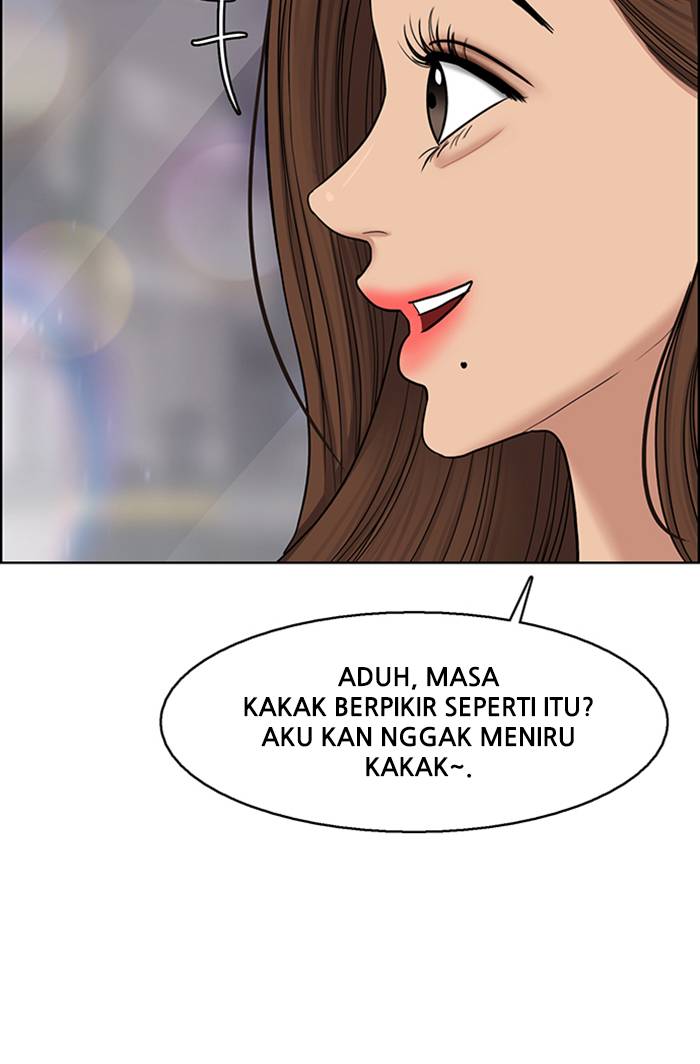 ADUH, MASA
KAKAK BERPIKIR SEPERTI ITU?
AKU KAN NGGAK MENIRU
KAKAK~.